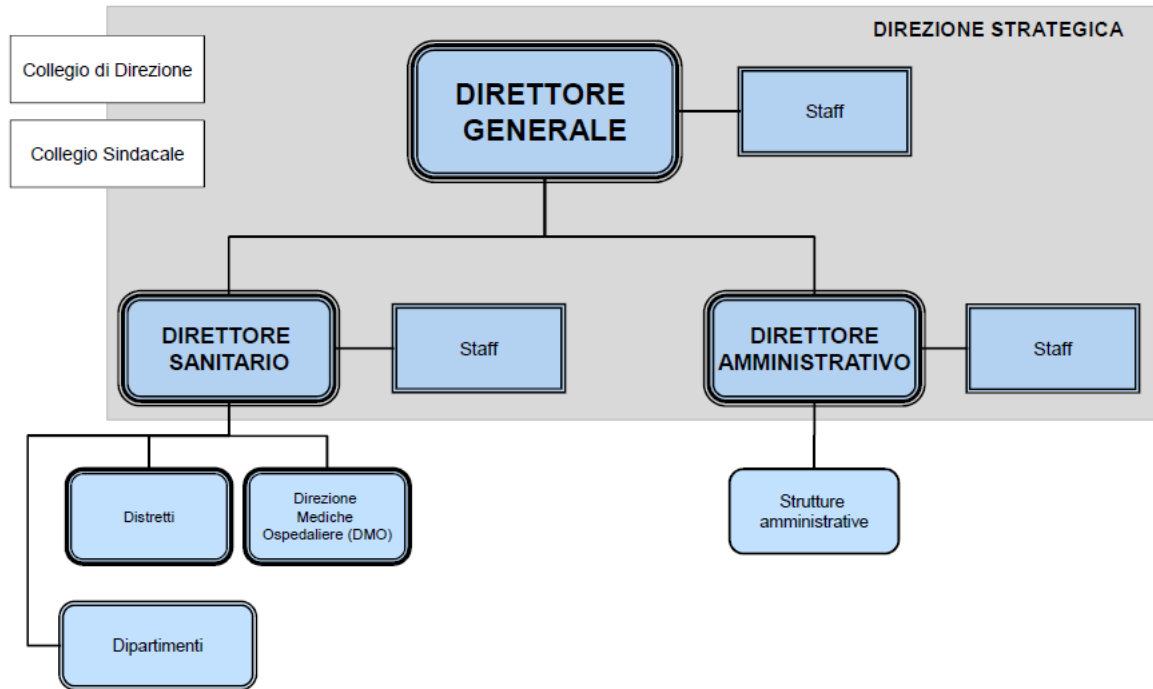 DIREZIONE STRATEGICA
Collegio di Direzione
Collegio Sindacale
DIRETTORE
GENERALE
Staff
DIRETTORE
SANITARIO
Staff
DIRETTORE
AMMINISTRATIVO
Staff
Distretti
Direzione
Mediche
Ospedaliere (DMO)
Strutture
amministrative
Dipartimenti